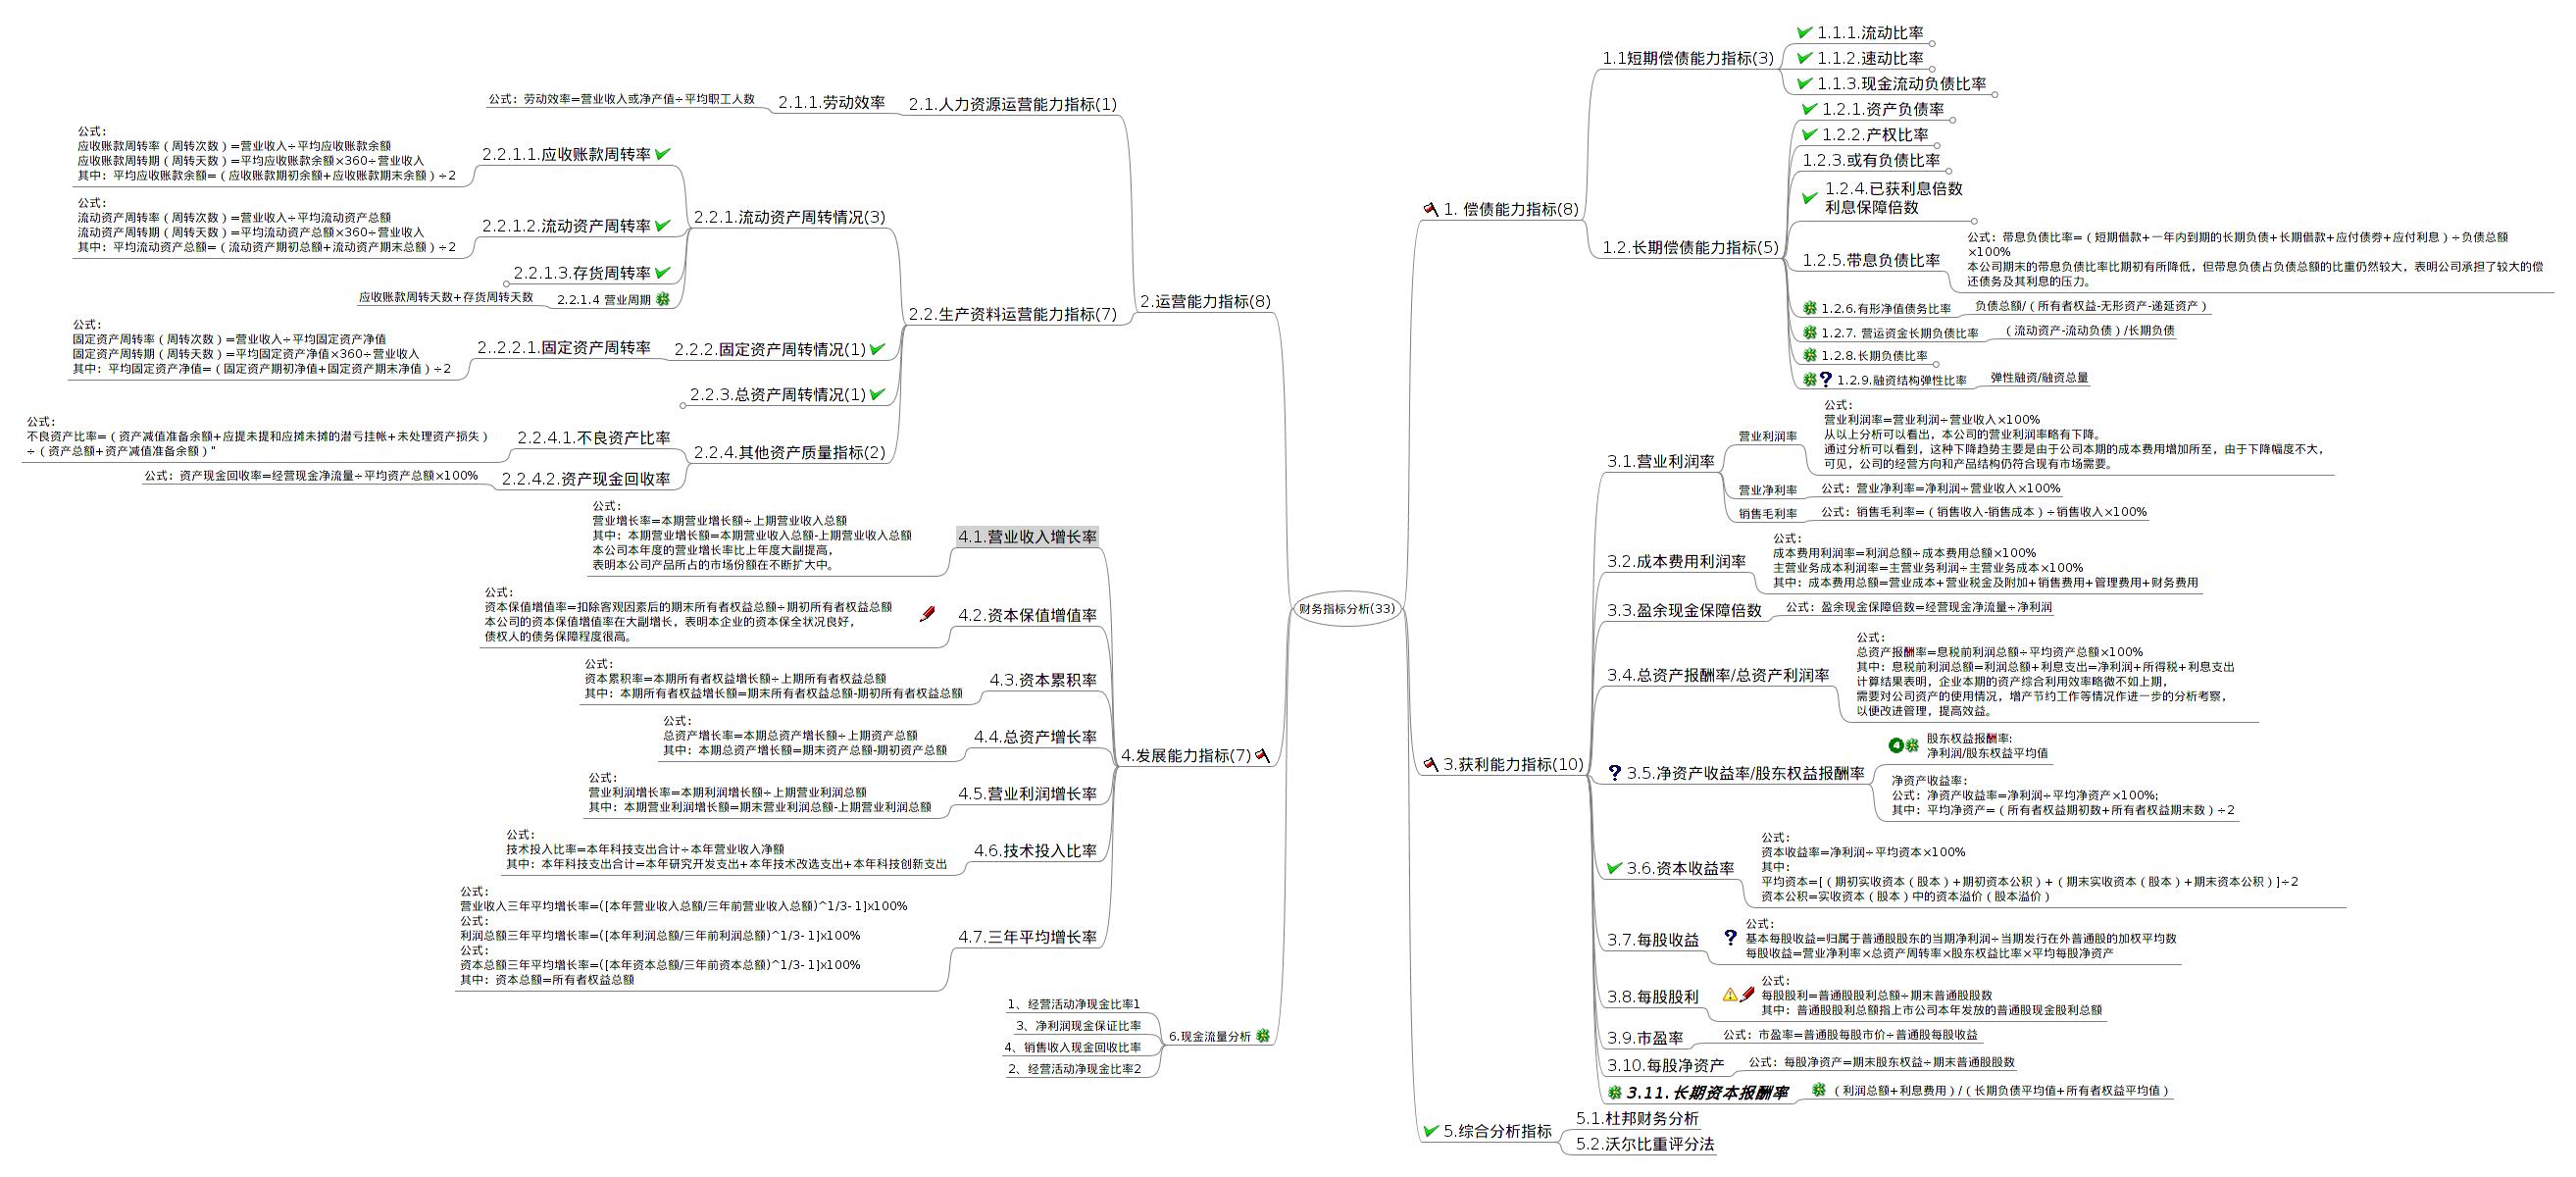 财务指标分析(33)
1. 偿债能力指标(8)
1.1短期偿债能力指标(3)
1.1.1.流动比率
1.1.2.速动比率
1.1.3.现金流动负债比率
1.2.长期偿债能力指标(5)
1.2.1.资产负债率
1.2.2.产权比率
1.2.3.或有负债比率
1.2.4.已获利息倍数
利息保障倍数
1.2.5.带息负债比率
公式：带息负债比率=（短期借款+一年内到期的长期负债+长期借款+应付债券+应付利息）÷负债总额
×100%
本公司期末的带息负债比率比期初有所降低，但带息负债占负债总额的比重仍然较大，表明公司承担了较大的偿
还债务及其利息的压力。
1.2.6.有形净值债务比率
负债总额/（所有者权益-无形资产-递延资产）
1.2.7. 营运资金长期负债比率
（流动资产-流动负债）/长期负债
1.2.8.长期负债比率
1.2.9.融资结构弹性比率
弹性融资/融资总量
2.运营能力指标(8)
2.1.人力资源运营能力指标(1)
2.1.1.劳动效率
公式：劳动效率=营业收入或净产值÷平均职工人数
2.2.生产资料运营能力指标(7)
2.2.1.流动资产周转情况(3)
2.2.1.1.应收账款周转率
公式：
应收账款周转率（周转次数）=营业收入÷平均应收账款余额
应收账款周转期（周转天数）=平均应收账款余额×360÷营业收入
其中：平均应收账款余额=（应收账款期初余额+应收账款期末余额）÷2
2.2.1.2.流动资产周转率
公式：
流动资产周转率（周转次数）=营业收入÷平均流动资产总额
流动资产周转期（周转天数）=平均流动资产总额×360÷营业收入
其中：平均流动资产总额=（流动资产期初总额+流动资产期末总额）÷2
2.2.1.3.存货周转率
2.2.1.4 营业周期
应收账款周转天数+存货周转天数
2.2.2.固定资产周转情况(1)
2..2.2.1.固定资产周转率
公式：
固定资产周转率（周转次数）=营业收入÷平均固定资产净值
固定资产周转期（周转天数）=平均固定资产净值×360÷营业收入
其中：平均固定资产净值=（固定资产期初净值+固定资产期末净值）÷2
2.2.3.总资产周转情况(1)
2.2.4.其他资产质量指标(2)
2.2.4.1.不良资产比率
公式：
不良资产比率=（资产减值准备余额+应提未提和应摊未摊的潜亏挂帐+未处理资产损失）
÷（资产总额+资产减值准备余额）"
2.2.4.2.资产现金回收率
公式：资产现金回收率=经营现金净流量÷平均资产总额×100%
3.获利能力指标(10)
3.1.营业利润率
营业利润率
公式：
营业利润率=营业利润÷营业收入×100%
从以上分析可以看出，本公司的营业利润率略有下降。
通过分析可以看到，这种下降趋势主要是由于公司本期的成本费用增加所至，由于下降幅度不大，
可见，公司的经营方向和产品结构仍符合现有市场需要。
营业净利率
公式：营业净利率=净利润÷营业收入×100%
销售毛利率
公式：销售毛利率=（销售收入-销售成本）÷销售收入×100%
3.2.成本费用利润率
公式：
成本费用利润率=利润总额÷成本费用总额×100%
主营业务成本利润率=主营业务利润÷主营业务成本×100%
其中：成本费用总额=营业成本+营业税金及附加+销售费用+管理费用+财务费用
3.3.盈余现金保障倍数
公式：盈余现金保障倍数=经营现金净流量÷净利润
3.4.总资产报酬率/总资产利润率
公式：
总资产报酬率=息税前利润总额÷平均资产总额×100%
其中：息税前利润总额=利润总额+利息支出=净利润+所得税+利息支出
计算结果表明，企业本期的资产综合利用效率略微不如上期，
需要对公司资产的使用情况，增产节约工作等情况作进一步的分析考察，
以便改进管理，提高效益。
3.5.净资产收益率/股东权益报酬率
4
股东权益报酬率:
净利润/股东权益平均值
净资产收益率：
公式：净资产收益率=净利润÷平均净资产×100%;
其中：平均净资产=（所有者权益期初数+所有者权益期末数）÷2
3.6.资本收益率
公式：
资本收益率=净利润÷平均资本×100%
其中：
平均资本=[（期初实收资本（股本）+期初资本公积）+（期末实收资本（股本）+期末资本公积）]÷2
资本公积=实收资本（股本）中的资本溢价（股本溢价）
3.7.每股收益
公式：
基本每股收益=归属于普通股股东的当期净利润÷当期发行在外普通股的加权平均数
每股收益=营业净利率×总资产周转率×股东权益比率×平均每股净资产
3.8.每股股利
公式：
每股股利=普通股股利总额÷期末普通股股数
其中：普通股股利总额指上市公司本年发放的普通股现金股利总额
3.9.市盈率
公式：市盈率=普通股每股市价÷普通股每股收益
3.10.每股净资产
公式：每股净资产=期末股东权益÷期末普通股股数
3.11.长期资本报酬率
（利润总额+利息费用）/（长期负债平均值+所有者权益平均值）
4.发展能力指标(7)
4.1.营业收入增长率
公式：
营业增长率=本期营业增长额÷上期营业收入总额
其中：本期营业增长额=本期营业收入总额-上期营业收入总额
本公司本年度的营业增长率比上年度大副提高，
表明本公司产品所占的市场份额在不断扩大中。
4.2.资本保值增值率
公式：
资本保值增值率=扣除客观因素后的期末所有者权益总额÷期初所有者权益总额
本公司的资本保值增值率在大副增长，表明本企业的资本保全状况良好，
债权人的债务保障程度很高。
4.3.资本累积率
公式：
资本累积率=本期所有者权益增长额÷上期所有者权益总额
其中：本期所有者权益增长额=期末所有者权益总额-期初所有者权益总额
4.4.总资产增长率
公式：
总资产增长率=本期总资产增长额÷上期资产总额
其中：本期总资产增长额=期末资产总额-期初资产总额
4.5.营业利润增长率
公式：
营业利润增长率=本期利润增长额÷上期营业利润总额
其中：本期营业利润增长额=期末营业利润总额-上期营业利润总额
4.6.技术投入比率
公式：
技术投入比率=本年科技支出合计÷本年营业收入净额
其中：本年科技支出合计=本年研究开发支出+本年技术改选支出+本年科技创新支出
4.7.三年平均增长率
公式：
营业收入三年平均增长率=([本年营业收入总额/三年前营业收入总额)^1/3- 1]x100%
公式：
利润总额三年平均增长率=([本年利润总额/三年前利润总额)^1/3- 1]x100%
公式：
资本总额三年平均增长率=([本年资本总额/三年前资本总额)^1/3- 1]x100%
其中：资本总额=所有者权益总额
5.综合分析指标
5.1.杜邦财务分析
5.2.沃尔比重评分法
6.现金流量分析
1、经营活动净现金比率1
3、净利润现金保证比率
4、销售收入现金回收比率
2、经营活动净现金比率2